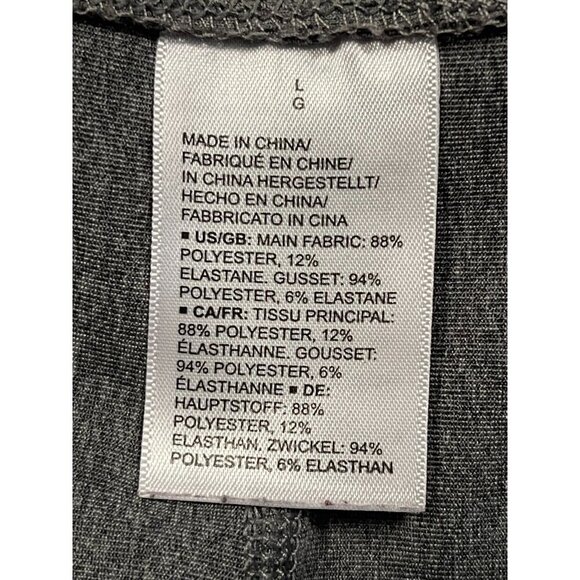 L
G
MADE IN CHINA/
FABRIQUÉ EN CHINE/
IN CHINA HERGESTELLT/
HECHO EN CHINA/
FABBRICATO IN CINA
■ US/GB: MAIN FABRIC: 88%
POLYESTER, 12%
ELASTANE. GUSSET: 94%
POLYESTER, 6% ELASTANE
■ CA/FR: TISSU PRINCIPAL:
88% POLYESTER, 12%
ÉLASTHANNE. GOUSSET:
94% POLYESTER, 6%
ÉLASTHANNE ■ DE:
HAUPTSTOFF: 88%
POLYESTER, 12%
ELASTHAN. ZWICKEL: 94%
POLYESTER, 6% ELASTHAN